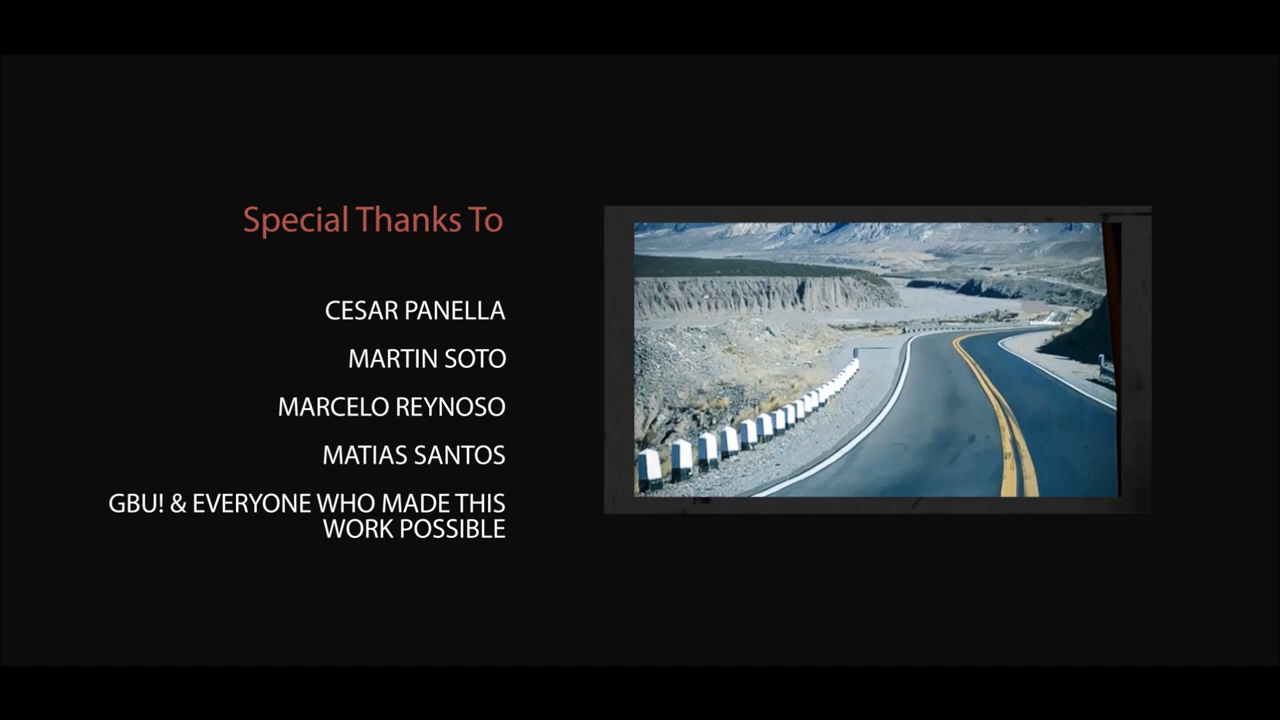 Special Thanks To
CESAR PANELLA
MARTIN SOTO
MARCELO REYNOSO
MATIAS SANTOS
GBU! & EVERYONE WHO MADE THIS
WORK POSSIBLE